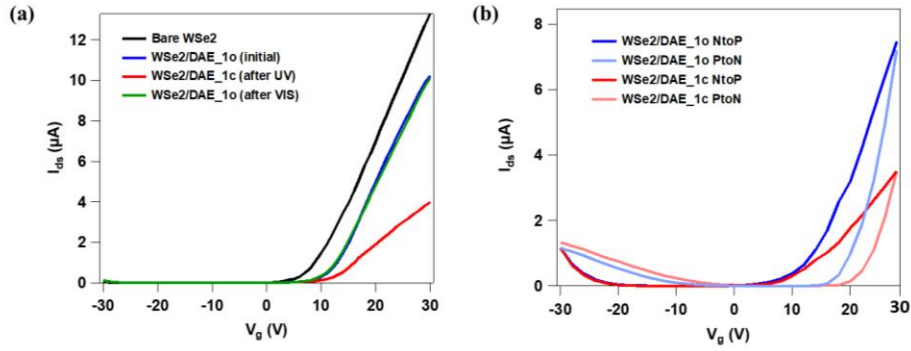 (a)
Bare WSe2
WSe2/DAE_1o (initial)
WSe2/DAE_1c (after UV)
WSe2/DAE_1o (after VIS)
12
10
8
6
4
2
0
-30
-20
-10
0
10
20
30
Ids (µA)
Vg (V)
(b)
WSe2/DAE_1o NtoP
WSe2/DAE_1o PtoN
WSe2/DAE_1c NtoP
WSe2/DAE_1c PtoN
8
6
4
2
0
-30
-20
-10
0
10
20
30
Ids (µA)
Vg (V)